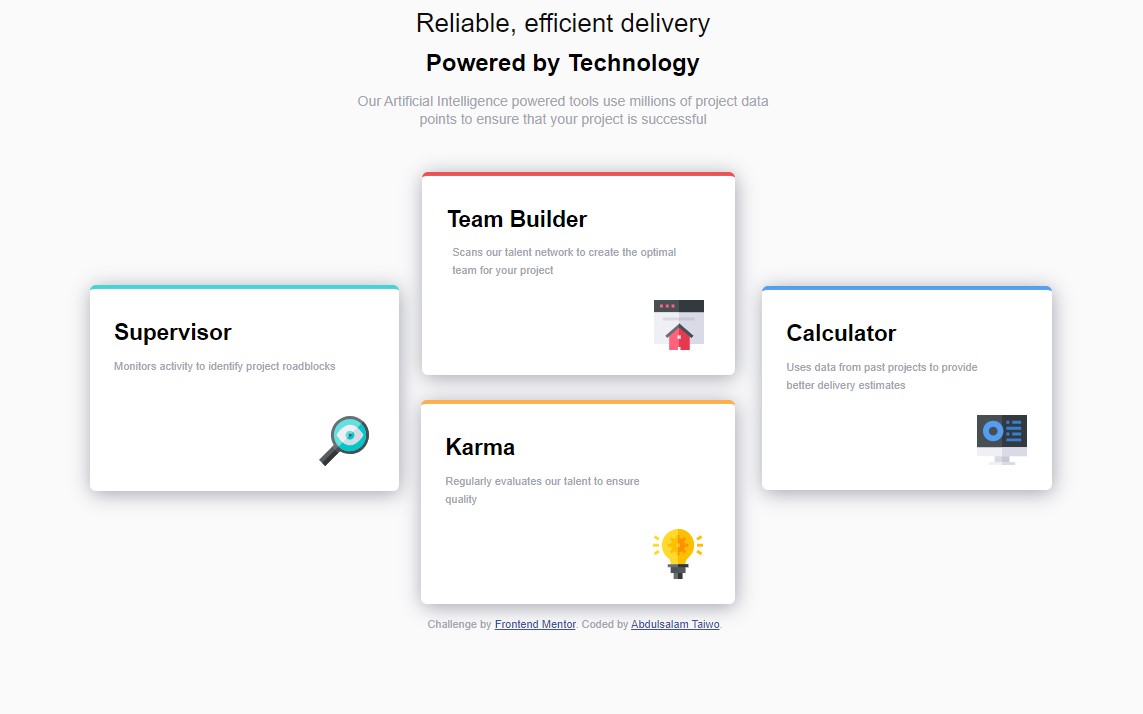 Reliable, efficient delivery
Powered by Technology
Our Artificial Intelligence powered tools use millions of project data
points to ensure that your project is successful
Team Builder
Scans our talent network to create the optimal
team for your project
Supervisor
Monitors activity to identify project roadblocks
Calculator
Uses data from past projects to provide
better delivery estimates
Karma
Regularly evaluates our talent to ensure
quality
Challenge by Frontend Mentor. Coded by Abdulsalam Taiwo.